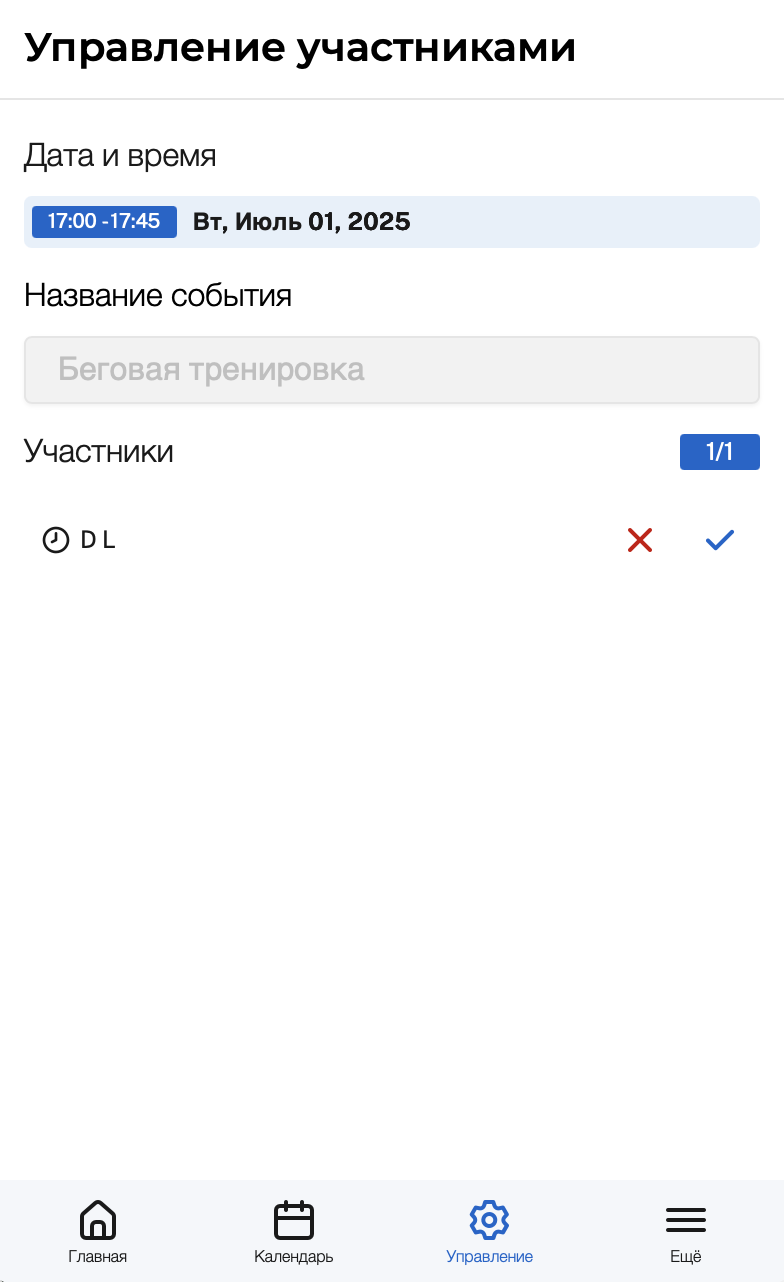 Управление участниками
Дата и время
17:00 -17:45 Вт, Июль 01, 2025
Название события
Беговая тренировка
Участники 1/1
D L
Главная Календарь Управление Ещё